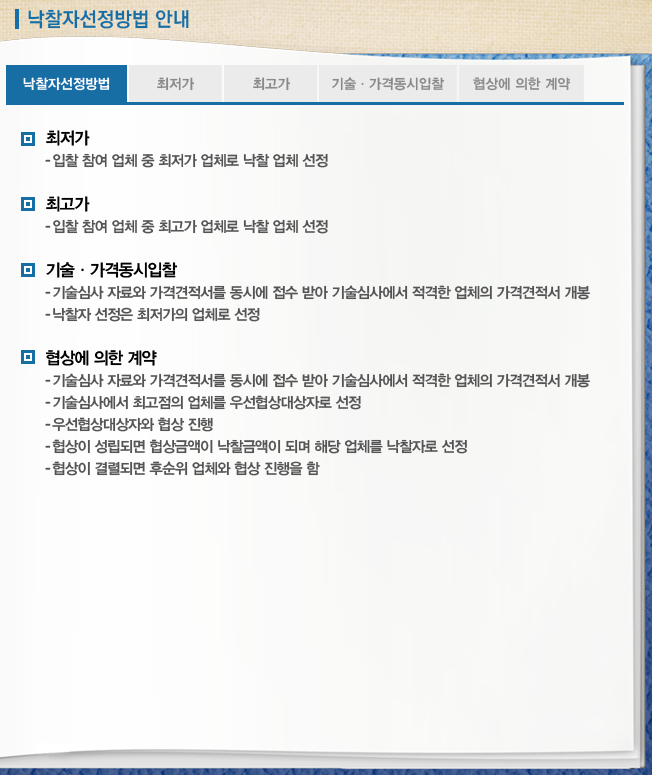 낙찰자선정방법 안내
낙찰자선정방법
최저가
최고가
기술 · 가격동시입찰
협상에 의한 계약
최저가
- 입찰 참여 업체 중 최저가 업체로 낙찰 업체 선정
최고가
- 입찰 참여 업체 중 최고가 업체로 낙찰 업체 선정
기술 · 가격동시입찰
- 기술심사 자료와 가격견적서를 동시에 접수 받아 기술심사에서 적격한 업체의 가격견적서 개봉
- 낙찰자 선정은 최저가의 업체로 선정
협상에 의한 계약
- 기술심사 자료와 가격견적서를 동시에 접수 받아 기술심사에서 적격한 업체의 가격견적서 개봉
- 기술심사에서 최고점의 업체를 우선협상대상자로 선정
- 우선협상대상자와 협상 진행
- 협상이 성립되면 협상금액이 낙찰금액이 되며 해당 업체를 낙찰자로 선정
- 협상이 결렬되면 후순위 업체와 협상 진행을 함